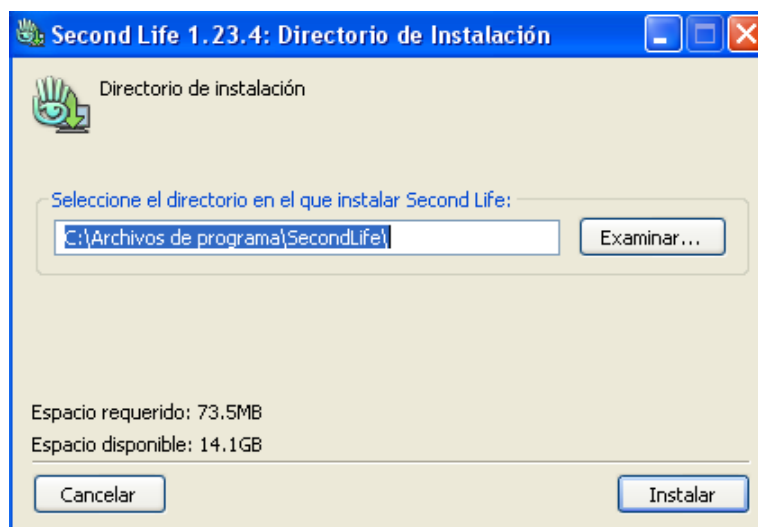 Second Life 1.23.4: Directorio de Instalación
Directorio de instalación
Seleccione el directorio en el que instalar Second Life:
C:\Archivos de programa\SecondLife\
Examinar...
Espacio requerido: 73.5MB
Espacio disponible: 14.1GB
Cancelar
Instalar